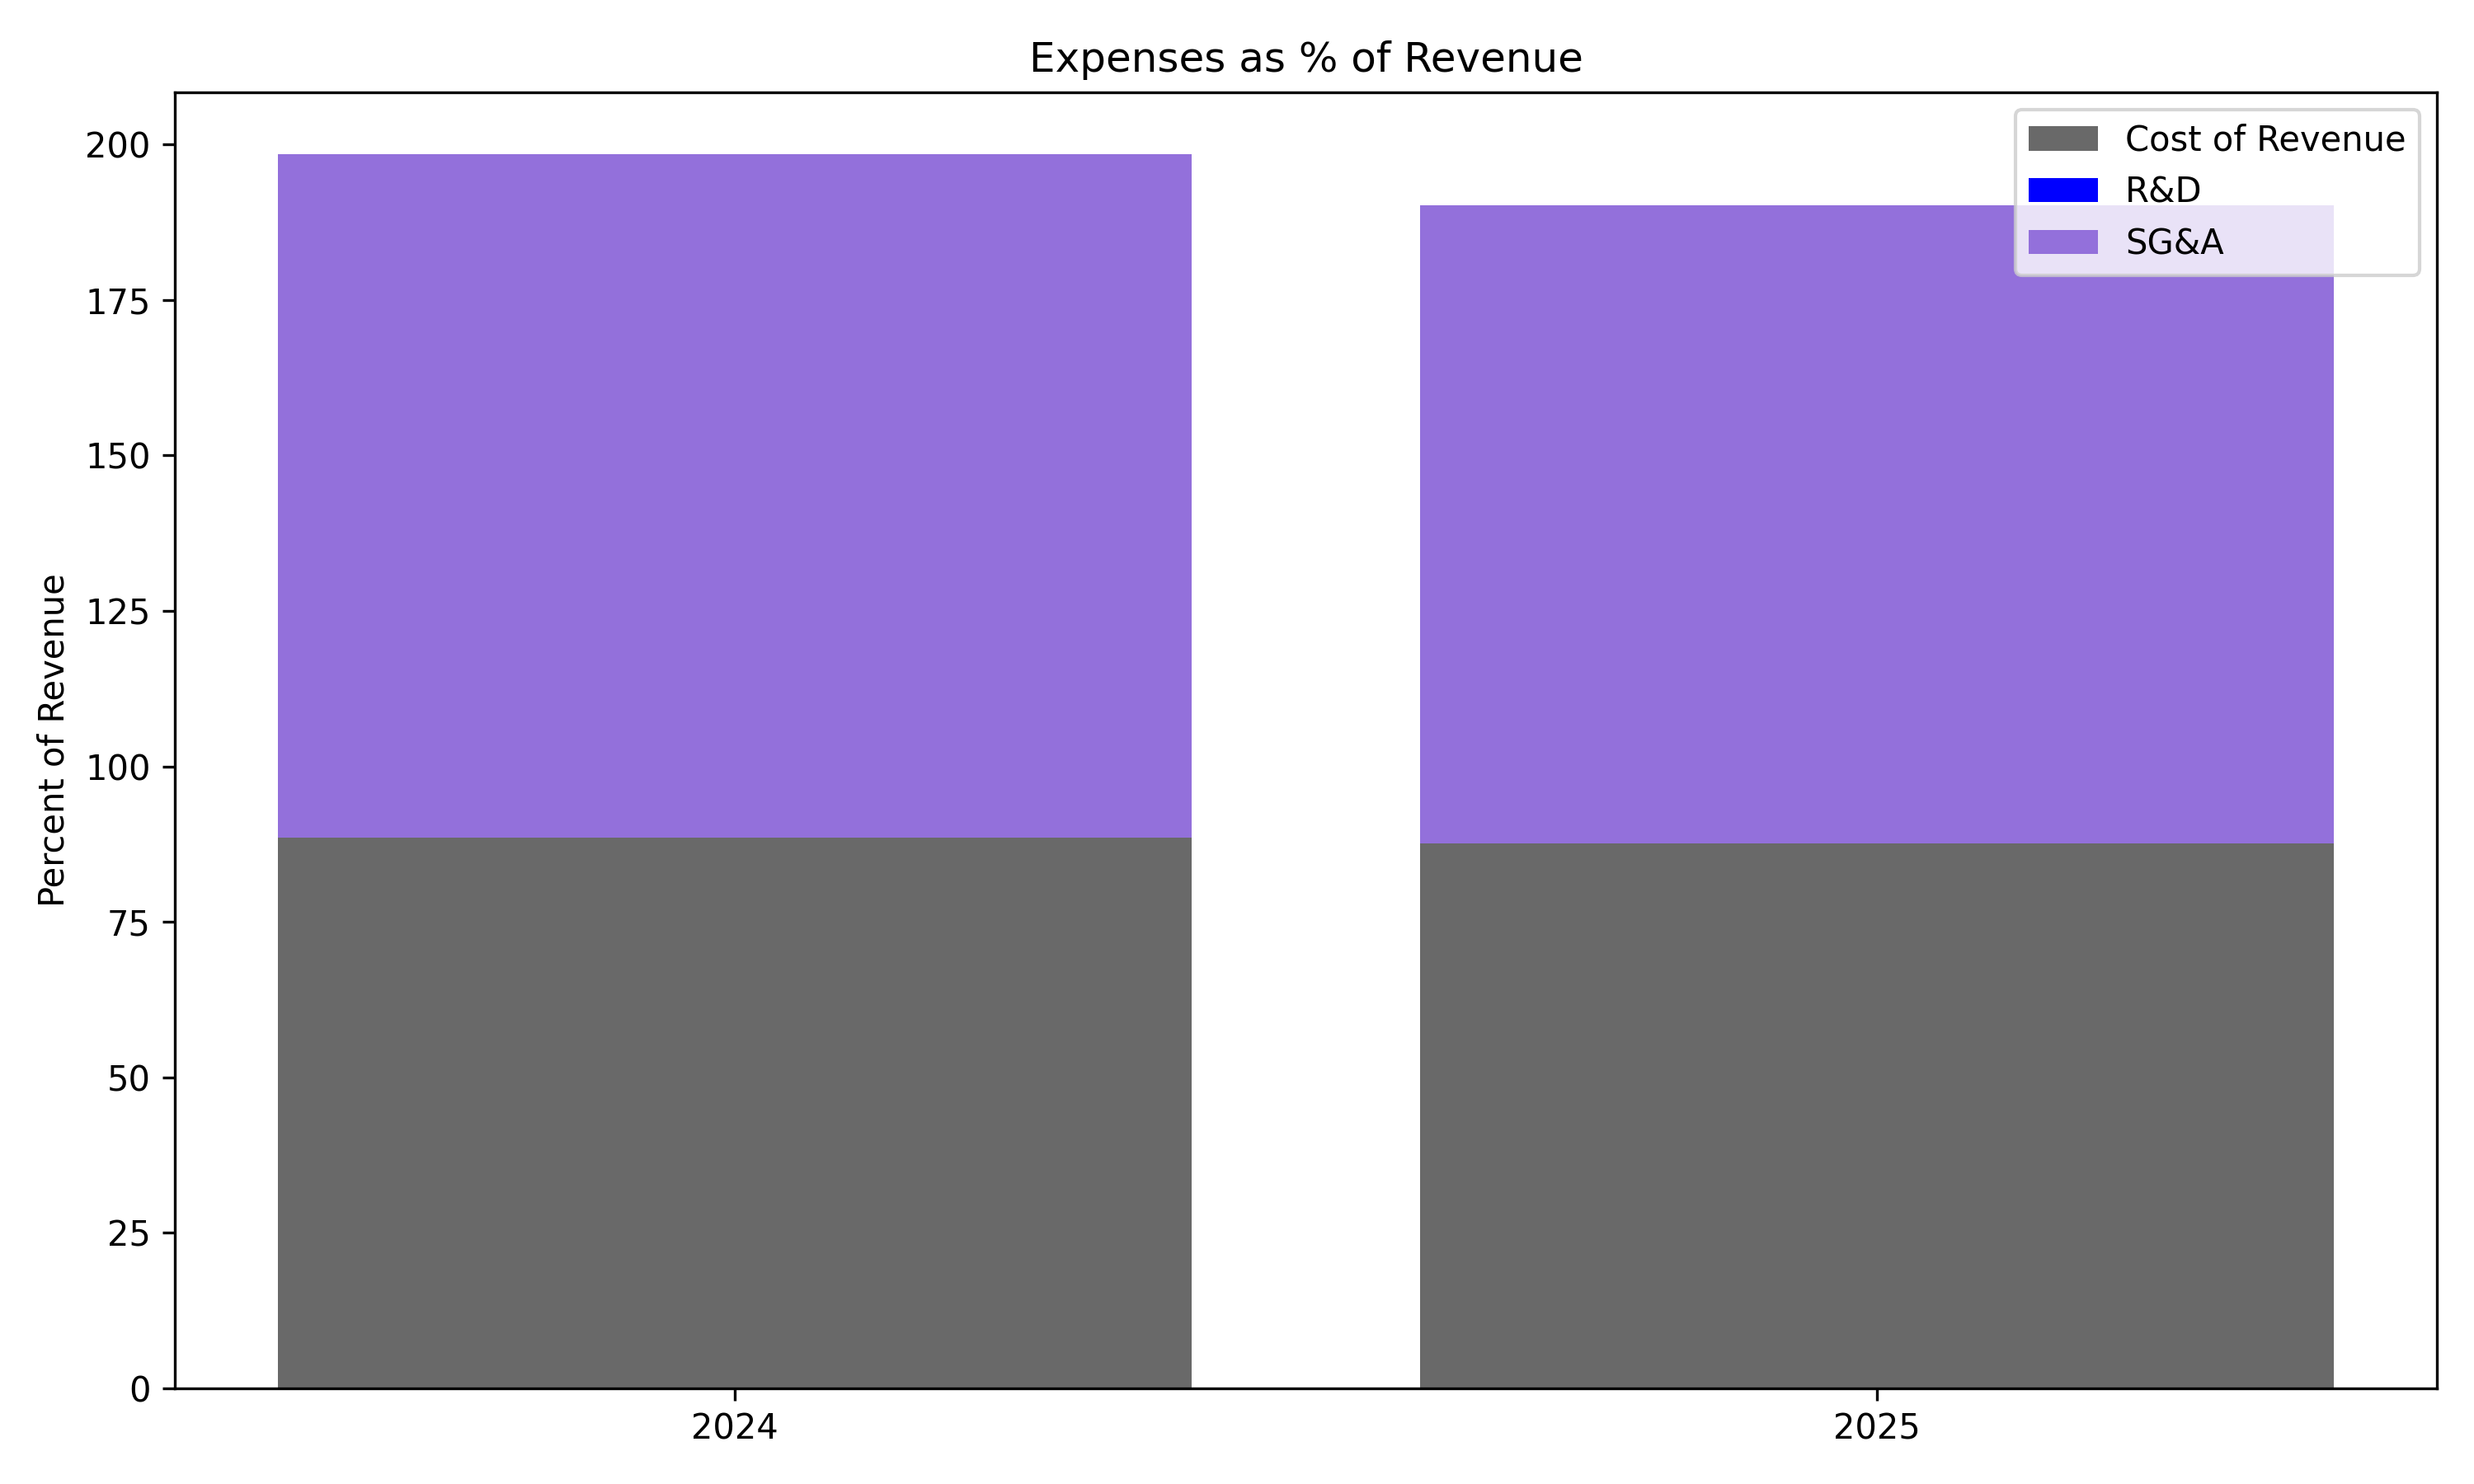 Expenses as % of Revenue
Cost of Revenue
R&D
SG&A
200
175
150
125
100
75
50
25
0
Percent of Revenue
2024
2025